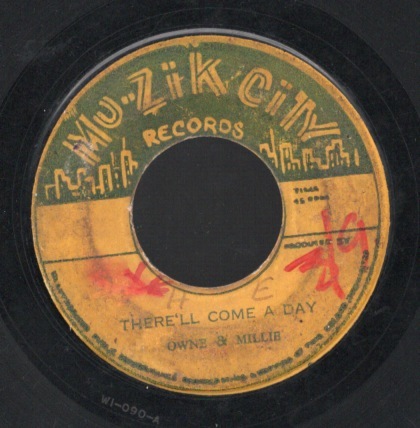 MU-ZIK CITY
RECORDS
TIME
45 RPM
PRODUCED BY
H E
THERE'LL COME A DAY
OWNE & MILLIE
WI-090-A